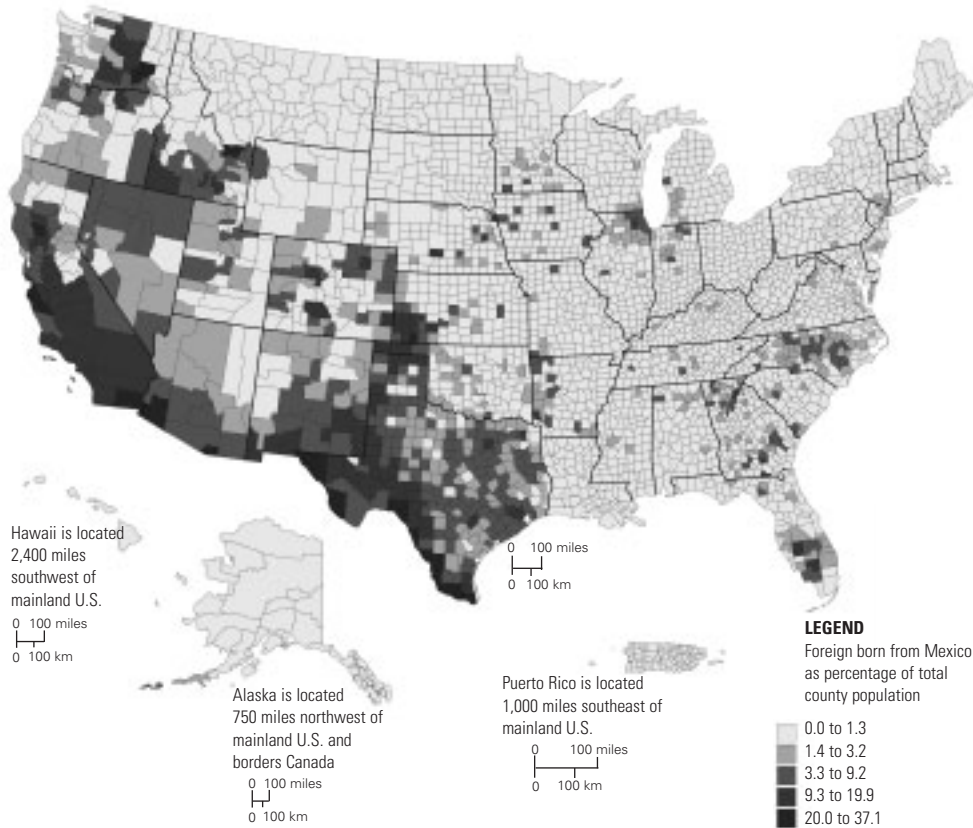 Hawaii is located
2,400 miles
southwest of
mainland U.S.
0 100 miles
0 100 km
Alaska is located
750 miles northwest of
mainland U.S. and
borders Canada
0 100 miles
0 100 km
0 100 miles
0 100 km
Puerto Rico is located
1,000 miles southeast of
mainland U.S.
0 100 miles
0 100 km
LEGEND
Foreign born from Mexico
as percentage of total
county population
0.0 to 1.3
1.4 to 3.2
3.3 to 9.2
9.3 to 19.9
20.0 to 37.1